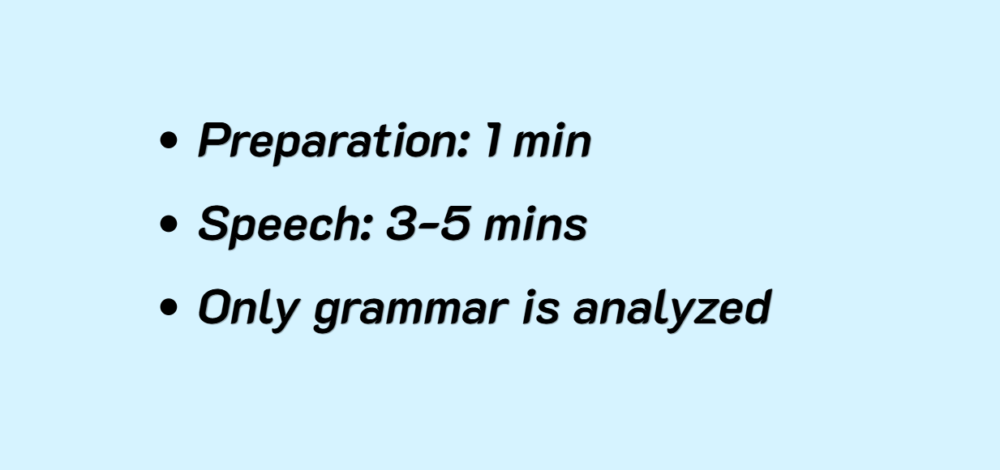 • Preparation: 1 min
• Speech: 3-5 mins
• Only grammar is analyzed